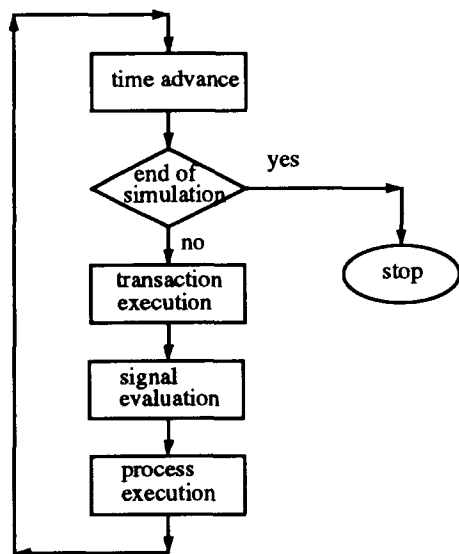 time advance
end of
simulation
yes
no
stop
transaction
execution
signal
evaluation
process
execution